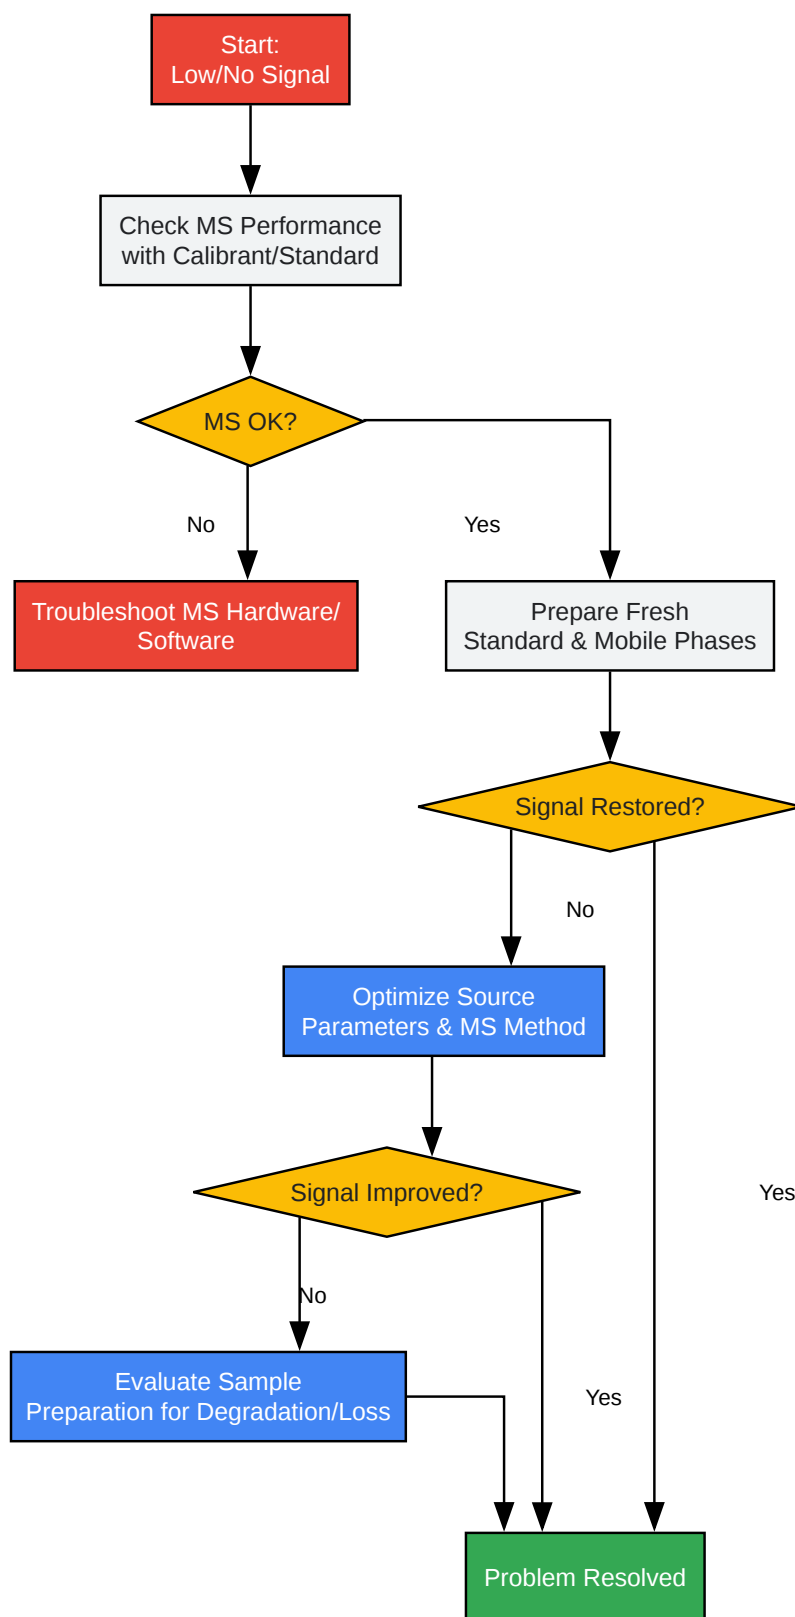 Start:
Low/No Signal
Check MS Performance
with Calibrant/Standard
MS OK?
No
Yes
Troubleshoot MS Hardware/
Software
Prepare Fresh
Standard & Mobile Phases
Signal Restored?
No
Optimize Source
Parameters & MS Method
Signal Improved?
Yes
No
Evaluate Sample
Preparation for Degradation/Loss
Yes
Problem Resolved